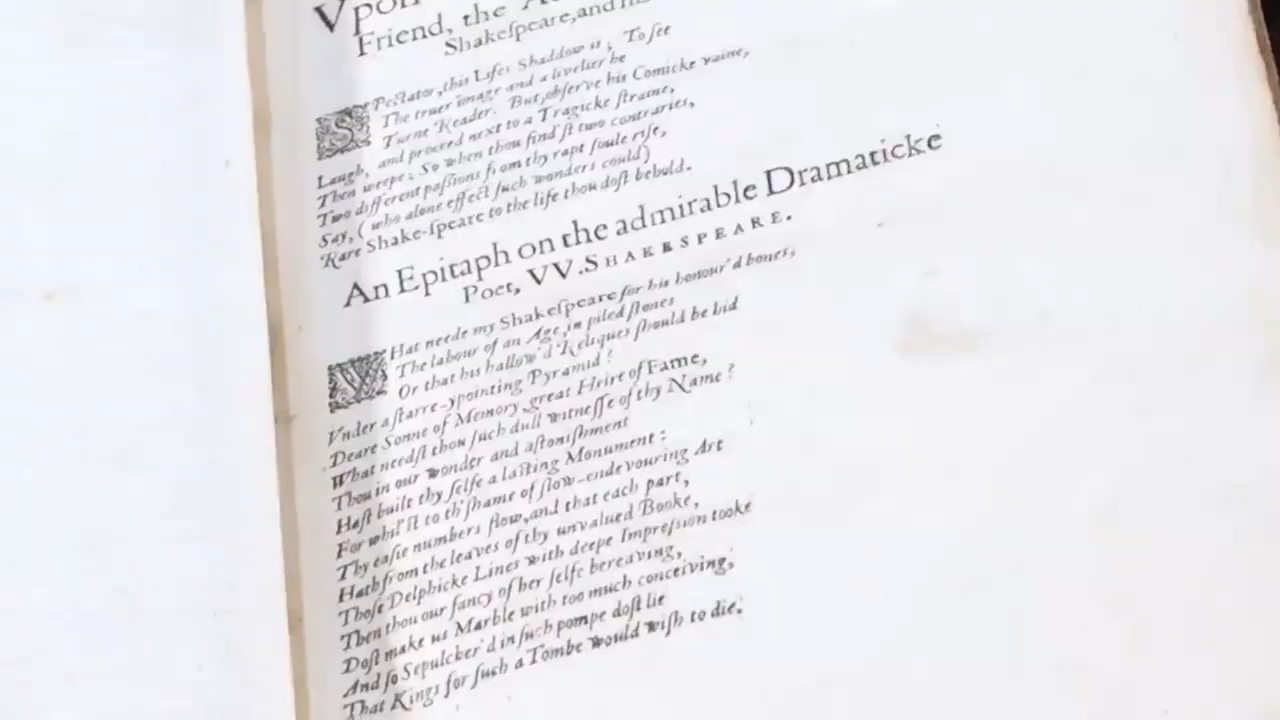 Vpon
Friend, the A
Shakeſpeare, and his
SPectator, this Lifes Shaddow is; To ſee
The truer image and a livelier he
Turne Reader. But, obſerve his Comicke vaine,
Laugh, and proceed next to a Tragicke ſtraine,
Then weepe; So when thou find'ſt two contraries,
Two different paſſions from thy rapt ſoule riſe,
Say, (who alone effect ſuch wonders could)
Rare Shake-ſpeare to the life thou doſt behold.
An Epitaph on the admirable Dramaticke
Poet, VV. SHAKESPEARE.
WHat neede my Shakeſpeare for his honour'd bones,
The labour of an Age, in piled ſtones
Or that his hallow'd Reliques ſhould be hid
Vnder a ſtarre-ypointing Pyramid?
Deare Sonne of Memory, great Heire of Fame,
What needſt thou ſuch dull witneſſe of thy Name?
Thou in our wonder and aſtoniſhment
Haſt built thy ſelfe a laſting Monument:
For whil'ſt to th' ſhame of ſlow-endevouring Art
Thy eaſie numbers flow, and that each part,
Hath from the leaves of thy unvalued Booke,
Thoſe Delphicke Lines with deepe Impreſsion tooke
Then thou our fancy of her ſelfe bereaving,
Doſt make us Marble with too much conceiving,
And ſo Sepulcher'd in ſuch pompe doſt lie
That Kings for ſuch a Tombe would wiſh to die.